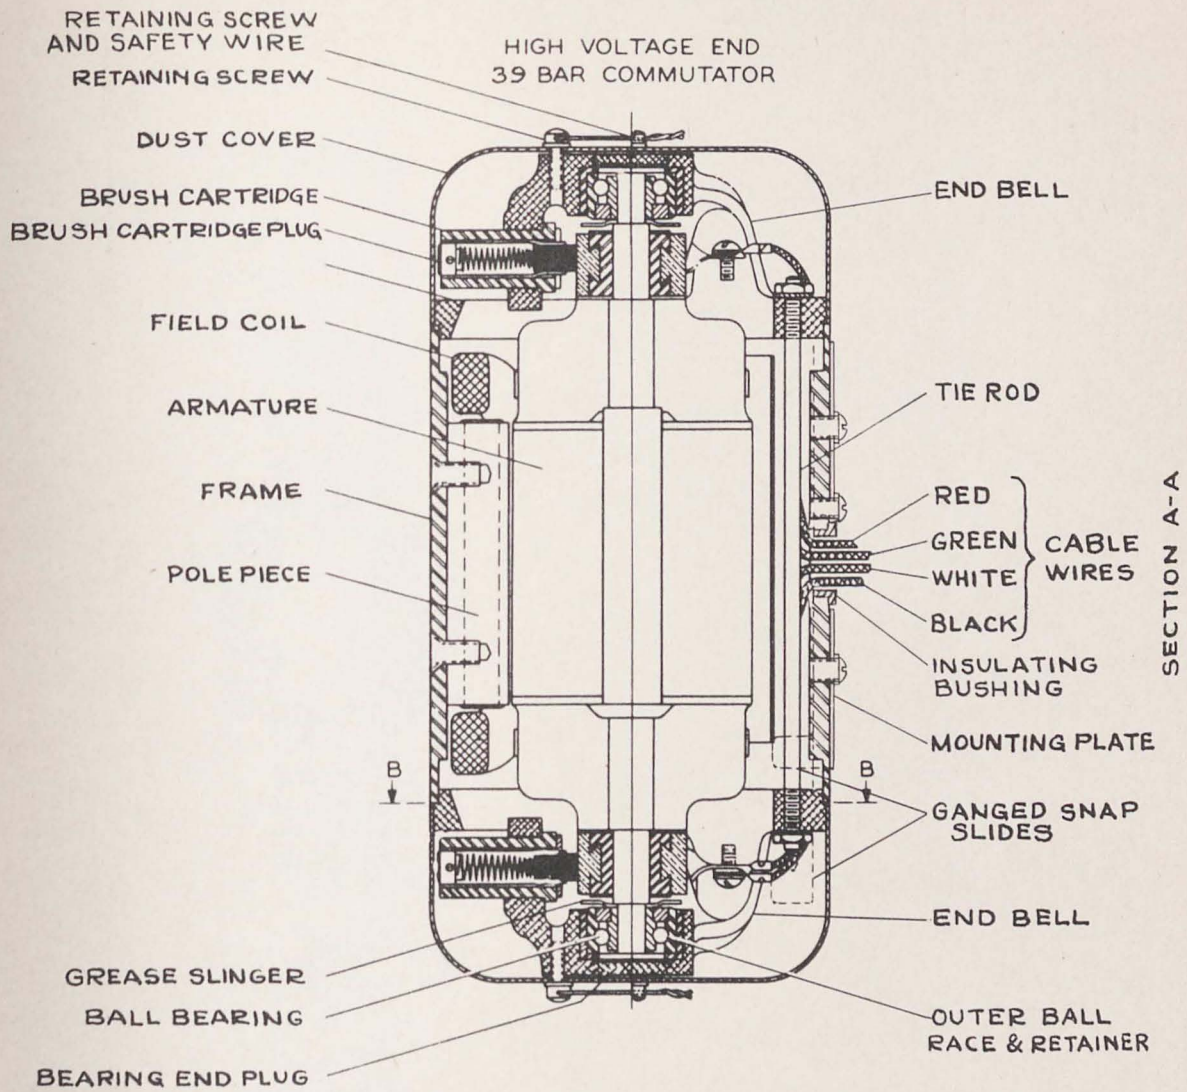 RETAINING SCREW
AND SAFETY WIRE
RETAINING SCREW
DUST COVER
BRUSH CARTRIDGE
BRUSH CARTRIDGE PLUG
FIELD COIL
ARMATURE
FRAME
POLE PIECE
GREASE SLINGER
BALL BEARING
BEARING END PLUG
HIGH VOLTAGE END
39 BAR COMMUTATOR
END BELL
TIE ROD
RED
GREEN
WHITE
BLACK
CABLE
WIRES
INSULATING
BUSHING
MOUNTING PLATE
B
B
GANGED SNAP
SLIDES
END BELL
OUTER BALL
RACE & RETAINER
SECTION A-A